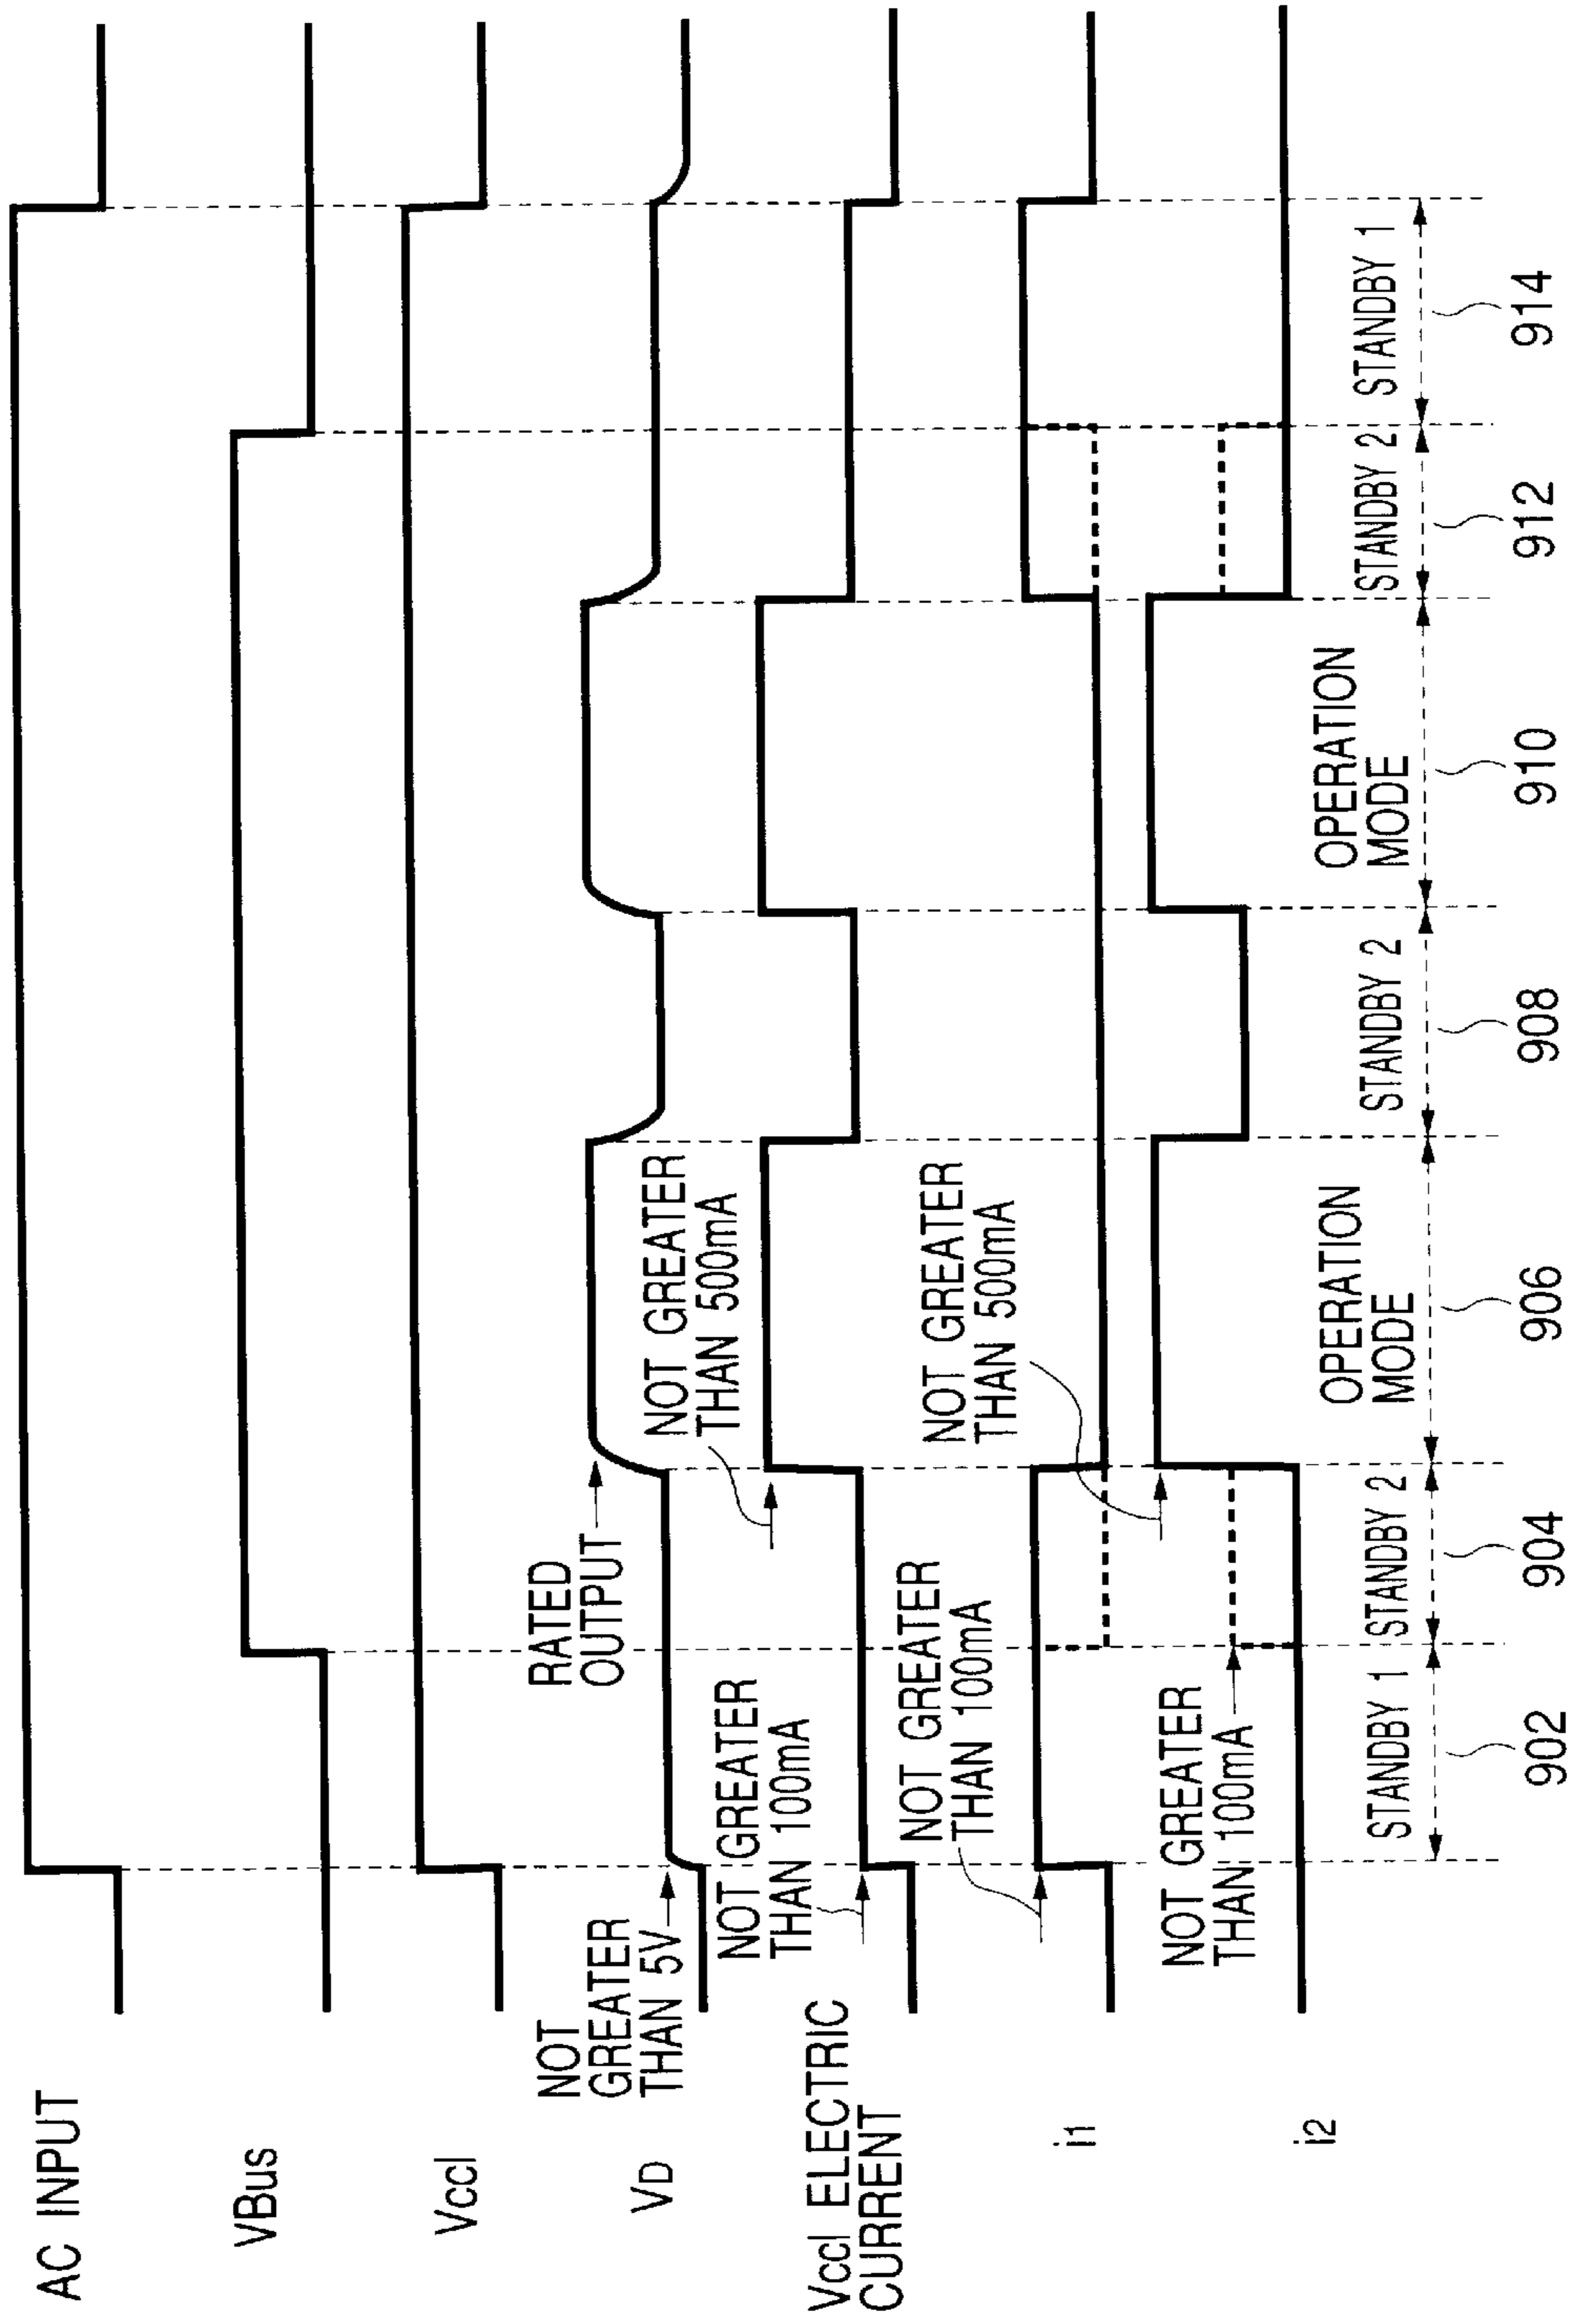 AC INPUT
VBus
Vccl
VD
Vccl ELECTRIC
CURRENT
i1
i2
NOT
GREATER
THAN 5V
RATED
OUTPUT
NOT GREATER
THAN 100mA
NOT GREATER
THAN 500mA
NOT GREATER
THAN 100mA
NOT GREATER
THAN 500mA
NOT GREATER
THAN 100mA
STANDBY 1
STANDBY 2
OPERATION
MODE
STANDBY 2
OPERATION
MODE
STANDBY 2
STANDBY 1
902
904
906
908
910
912
914